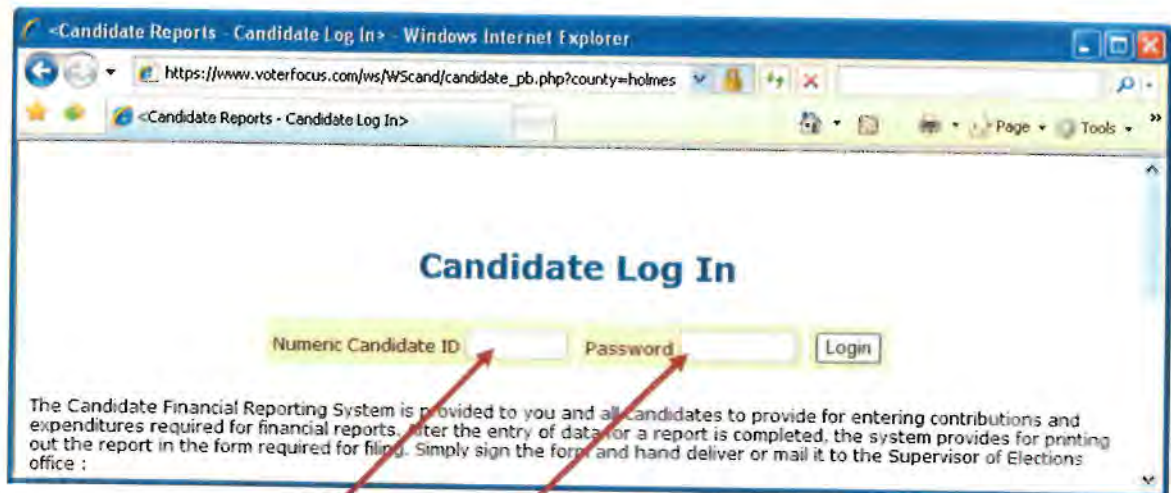 <Candidate Reports - Candidate Log In> - Windows Internet Explorer
https://www.voterfocus.com/ws/WScand/candidate_pb.php?county=holmes
<Candidate Reports - Candidate Log In>
Page
Tools
»
Candidate Log In
Numeric Candidate ID
Password
Login
The Candidate Financial Reporting System is provided to you and all candidates to provide for entering contributions and
expenditures required for financial reports. After the entry of data for a report is completed, the system provides for printing
out the report in the form required for filing. Simply sign the form and hand deliver or mail it to the Supervisor of Elections
office :